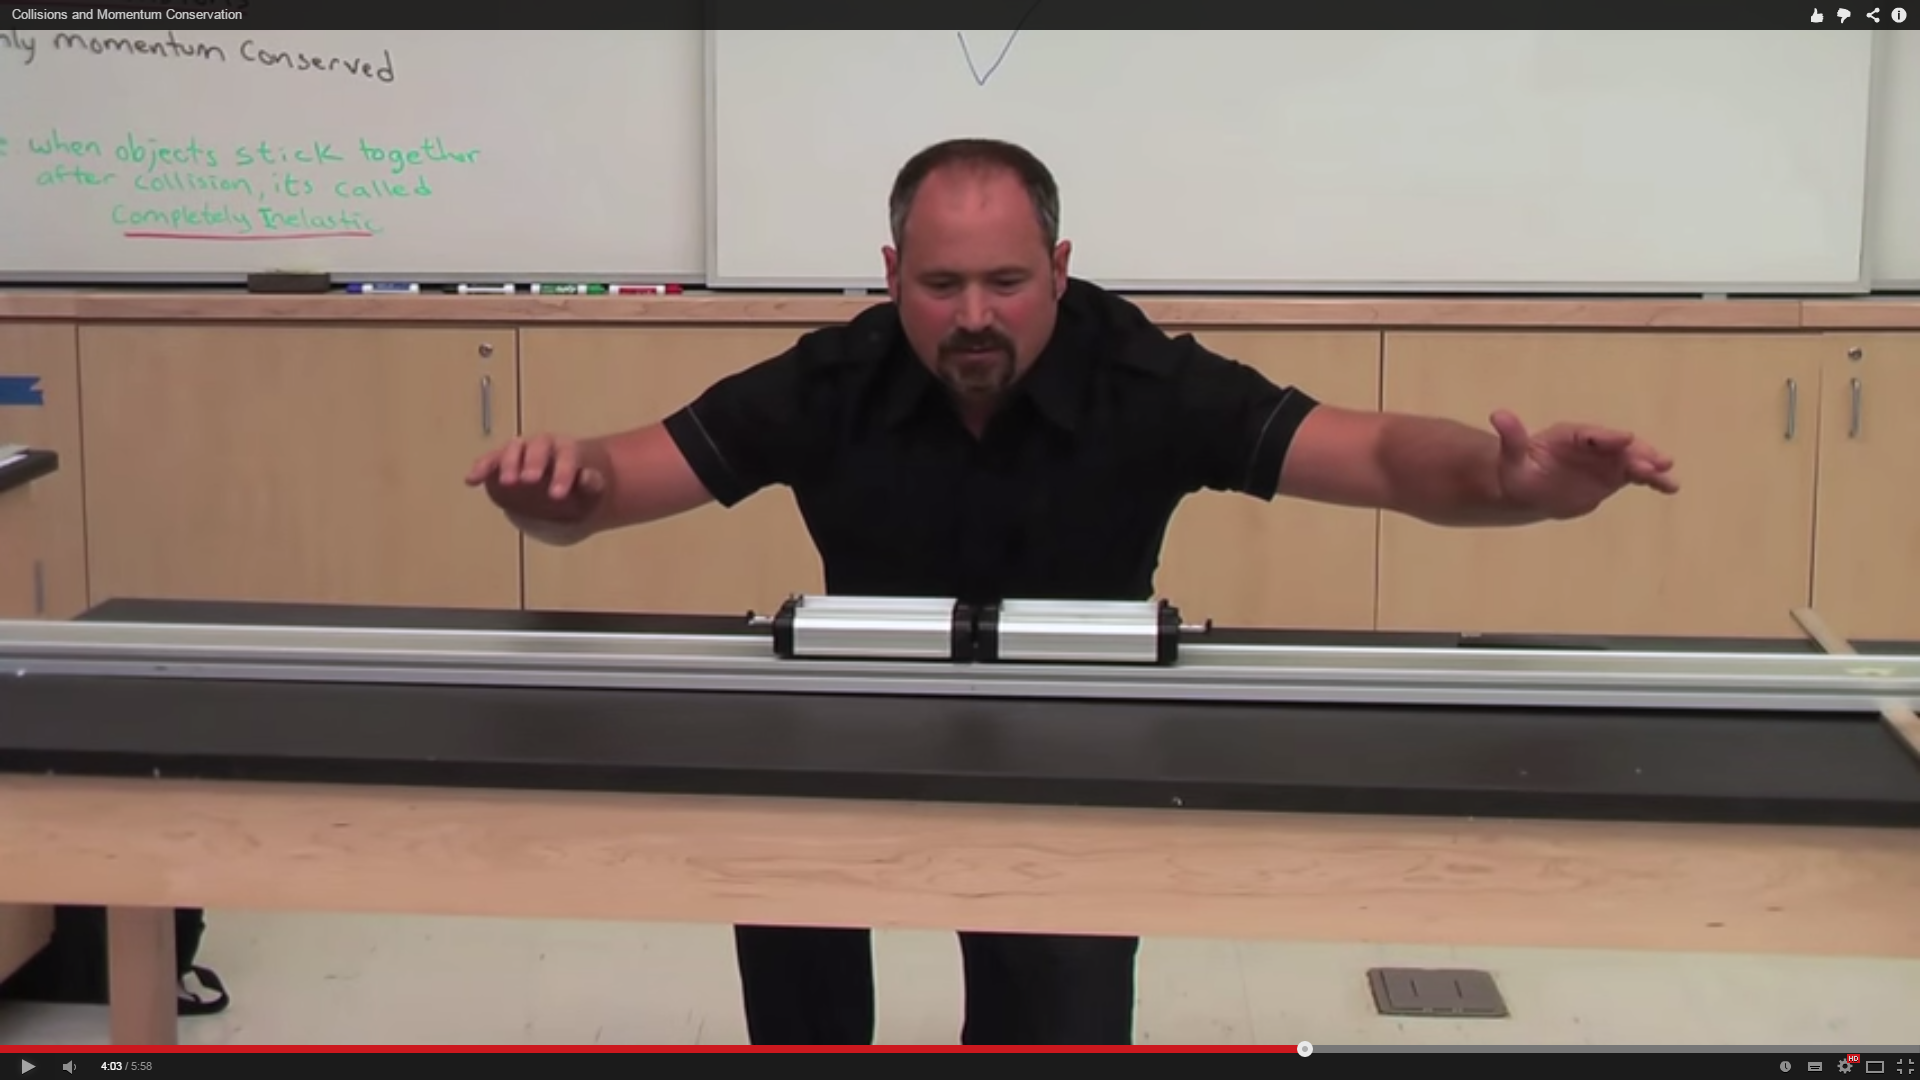 Collisions and Momentum Conservation
momentum conserved
when objects stick together
after collision, its called
Completely Inelastic
4:03 / 5:58
HD